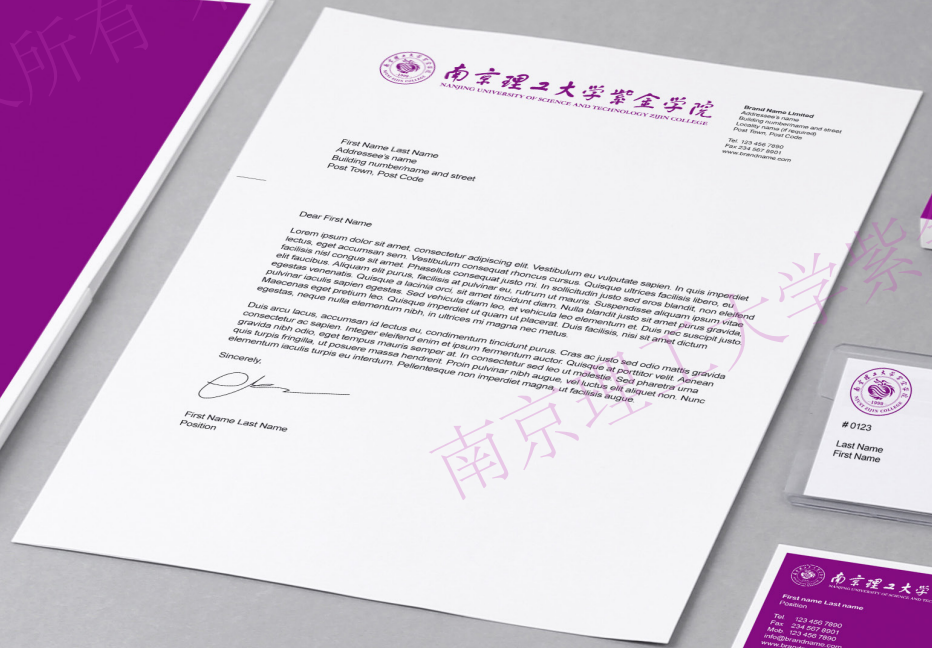 人所有
南京理工大学紫金学院
NANJING UNIVERSITY OF SCIENCE AND TECHNOLOGY ZIJIN COLLEGE
Brand Name Limited
Addressee's name
Building number/name and street
Locality name (if required)
Post Town, Post Code
Tel. 123 456 7890
Fax 234 567 8901
www.brandname.com
First Name Last Name
Addressee's name
Building number/name and street
Post Town, Post Code
Dear First Name
Lorem ipsum dolor sit amet, consectetur adipiscing elit. Vestibulum eu vulputate sapien. In quis imperdiet
lectus, eget accumsan sem. Vestibulum consequat rhoncus cursus. Quisque ultrices facilisis libero, eu
facilisis nisl congue sit amet. Phasellus consequat justo mi. In sollicitudin justo sed eros blandit, non eleifend
elit faucibus. Aliquam elit purus, facilisis at pulvinar eu, rutrum ut mauris. Suspendisse aliquam ipsum vitae
egestas venenatis. Quisque a lacinia orci, sit amet tincidunt diam. Nulla blandit justo sit amet purus gravida,
pulvinar iaculis sapien egestas. Sed vehicula diam leo, et vehicula leo elementum et. Duis nec suscipit justo.
Maecenas eget pretium leo. Quisque imperdiet ut quam ut placerat. Duis facilisis, nisi sit amet dictum
egestas, neque nulla elementum nibh, in ultrices mi magna nec metus.
Duis arcu lacus, accumsan id lectus eu, condimentum tincidunt purus. Cras ac justo sed odio mattis gravida
consectetur ac sapien. Integer eleifend enim et ipsum fermentum auctor. Quisque at porttitor velit. Aenean
gravida nibh odio, eget tempus mauris semper at. In consectetur sed leo ut molestie. Sed pharetra urna
quis turpis fringilla, ut posuere massa hendrerit. Proin pulvinar nibh augue, vel luctus elit aliquet non. Nunc
elementum iaculis turpis eu interdum. Pellentesque non imperdiet magna, ut facilisis augue.
Sincerely,
First Name Last Name
Position
南京理工大学紫
1999
NJUST ZIJIN COLLEGE
# 0123
Last Name
First Name
南京理工大学
NANJING UNIVERSITY OF SCIENCE AND TEC
First name Last name
Position
Tel. 123 456 7890
Fax 234 567 8901
Mob. 123 456 7890
info@brandname
www.brand